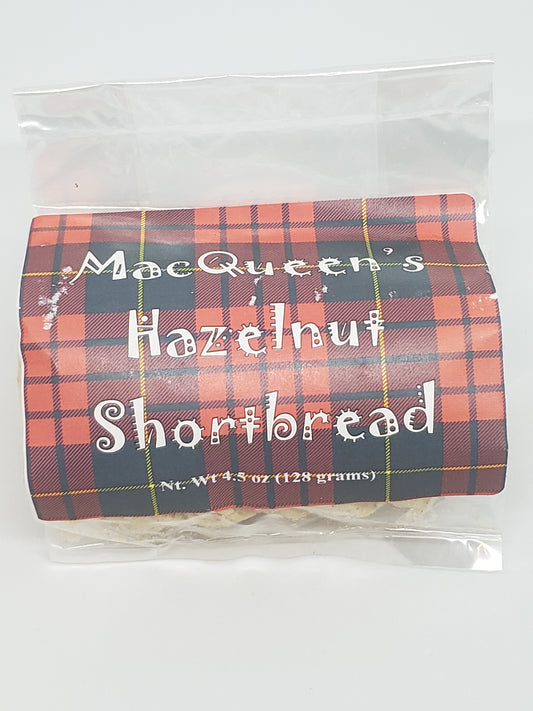 MacQueen's
Hazelnut
Shortbread
Nt. Wt 4.5 oz (128 grams)